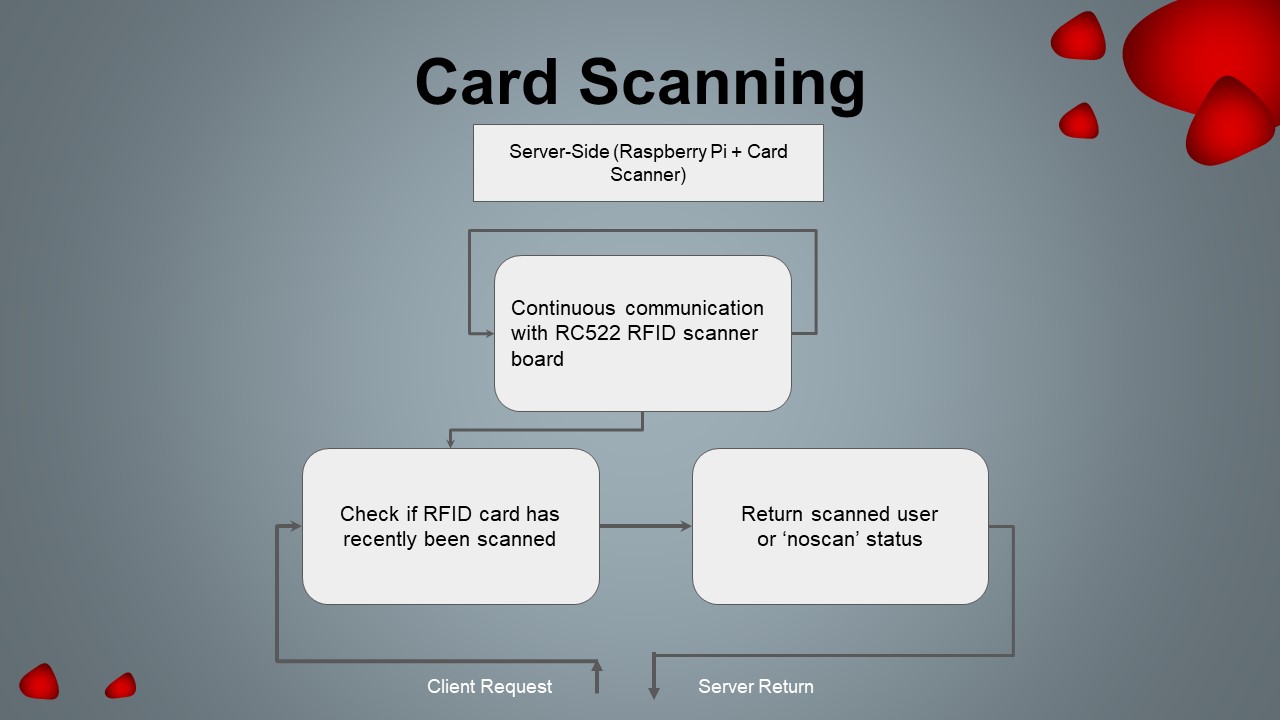 Card Scanning
Server-Side (Raspberry Pi + Card
Scanner)
Continuous communication
with RC522 RFID scanner
board
Check if RFID card has
recently been scanned
Return scanned user
or ‘noscan’ status
Client Request
Server Return